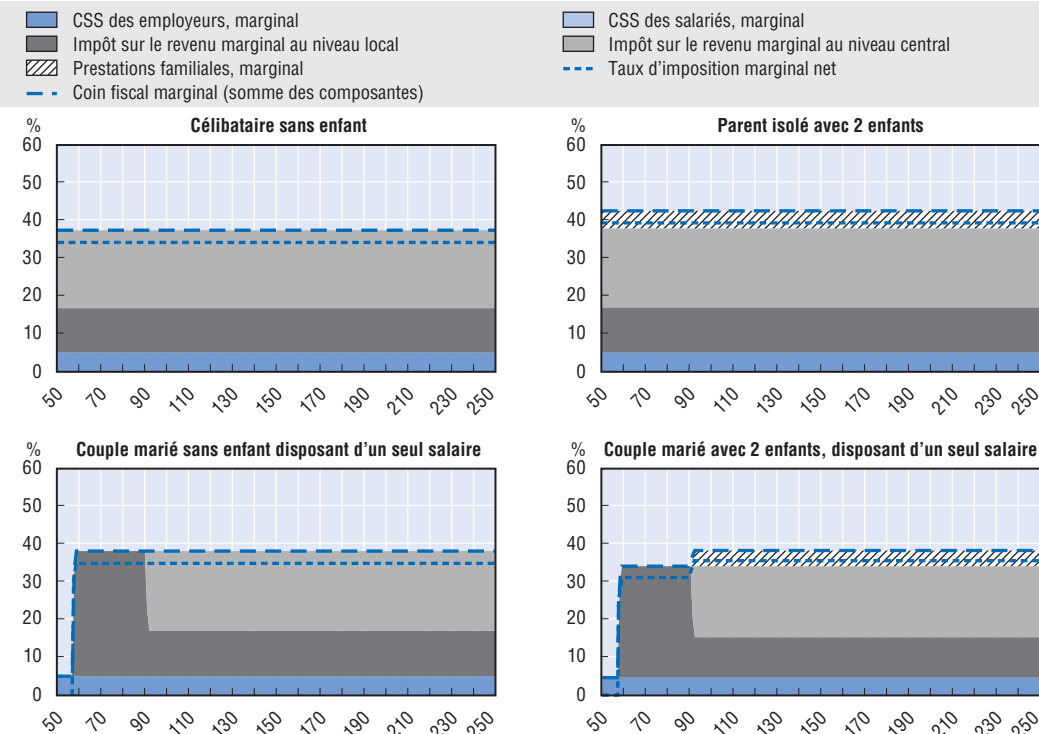 CSS des employeurs, marginal
CSS des salariés, marginal
Impôt sur le revenu marginal au niveau local
Impôt sur le revenu marginal au niveau central
Prestations familiales, marginal
Taux d'imposition marginal net
Coin fiscal marginal (somme des composantes)
% Célibataire sans enfant
60
50
40
30
20
10
0
50 70 90 110 130 150 170 190 210 230 250
% Parent isolé avec 2 enfants
60
50
40
30
20
10
0
50 70 90 110 130 150 170 190 210 230 250
% Couple marié sans enfant disposant d'un seul salaire
60
50
40
30
20
10
0
50 70 90 110 130 150 170 190 210 230 250
% Couple marié avec 2 enfants, disposant d'un seul salaire
60
50
40
30
20
10
0
50 70 90 110 130 150 170 190 210 230 250